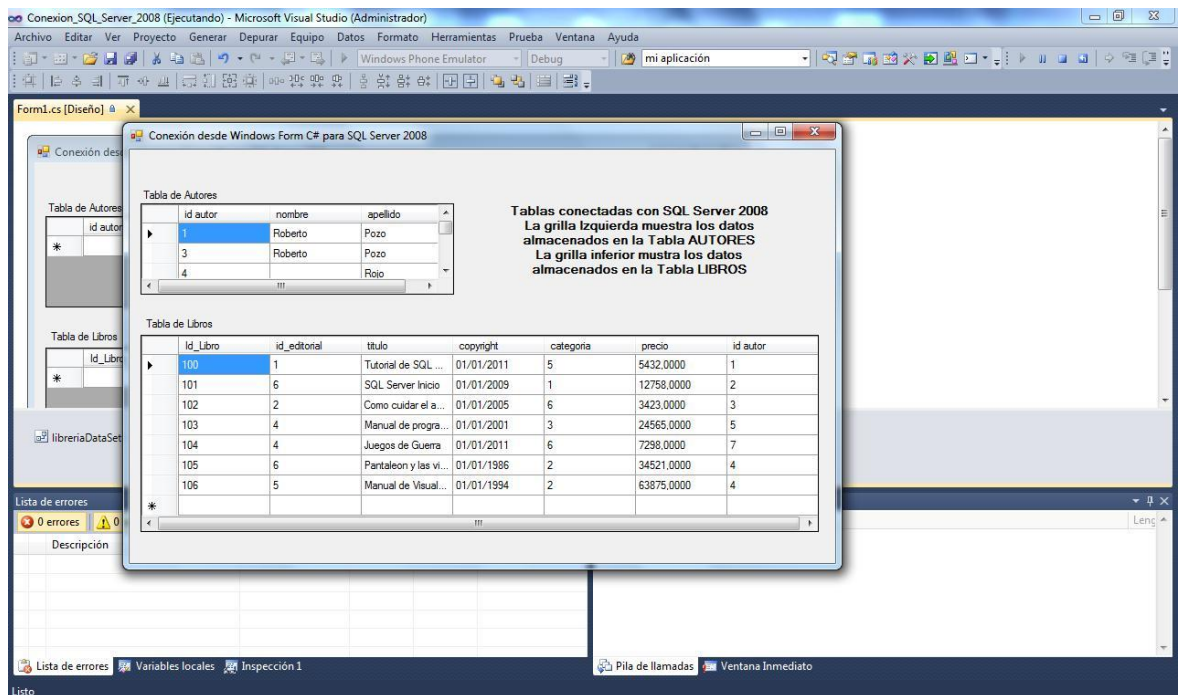 Conexion_SQL_Server_2008 (Ejecutando) - Microsoft Visual Studio (Administrador)
Archivo Editar Ver Proyecto Generar Depurar Equipo Datos Formato Herramientas Prueba Ventana Ayuda
Windows Phone Emulator Debug mi aplicación
Form1.cs [Diseño]
Conexión des
Tabla de Autores
id autor
Tabla de Libros
Id_Libro
libreriaDataSet
Conexión desde Windows Form C# para SQL Server 2008
Tabla de Autores
id autor nombre apellido
1 Roberto Pozo
3 Roberto Pozo
4 Rojo
Tablas conectadas con SQL Server 2008
La grilla Izquierda muestra los datos
almacenados en la Tabla AUTORES
La grilla inferior mustra los datos
almacenados en la Tabla LIBROS
Tabla de Libros
Id_Libro id_editorial titulo copyright categoria precio id autor
100 1 Tutorial de SQL ... 01/01/2011 5 5432,0000 1
101 6 SQL Server Inicio 01/01/2009 1 12758,0000 2
102 2 Como cuidar el a... 01/01/2005 6 3423,0000 3
103 4 Manual de progra... 01/01/2001 3 24565,0000 5
104 4 Juegos de Guerra 01/01/2011 6 7298,0000 7
105 6 Pantaleon y las vi... 01/01/1986 2 34521,0000 4
106 5 Manual de Visual... 01/01/1994 2 63875,0000 4
Lista de errores
0 errores 0
Descripción
Leng
Lista de errores Variables locales Inspección 1
Pila de llamadas Ventana Inmediato
Listo